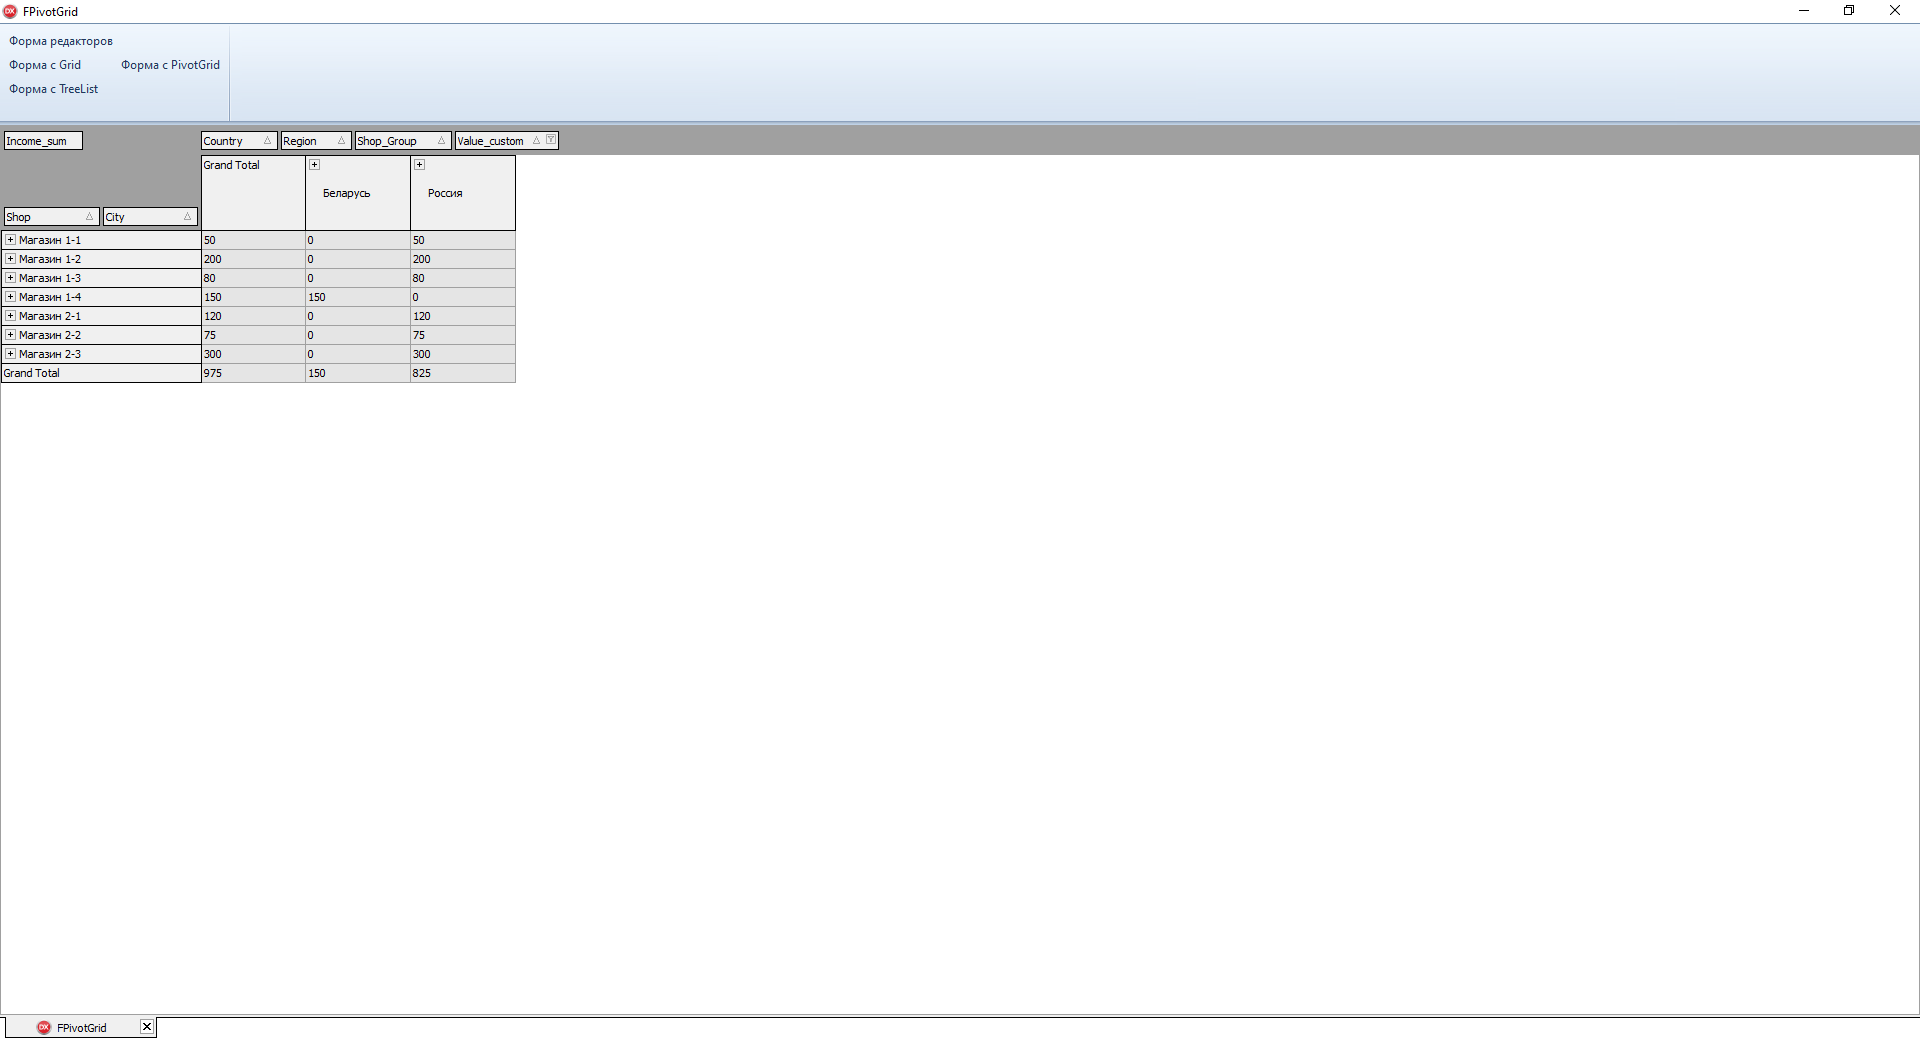 FPivotGrid
Форма редакторов
Форма с Grid Форма с PivotGrid
Форма с TreeList
Income_sum Country Region Shop_Group Value_custom
Grand Total
Беларусь Россия
Shop City
Магазин 1-1 50 0 50
Магазин 1-2 200 0 200
Магазин 1-3 80 0 80
Магазин 1-4 150 150 0
Магазин 2-1 120 0 120
Магазин 2-2 75 0 75
Магазин 2-3 300 0 300
Grand Total 975 150 825
FPivotGrid